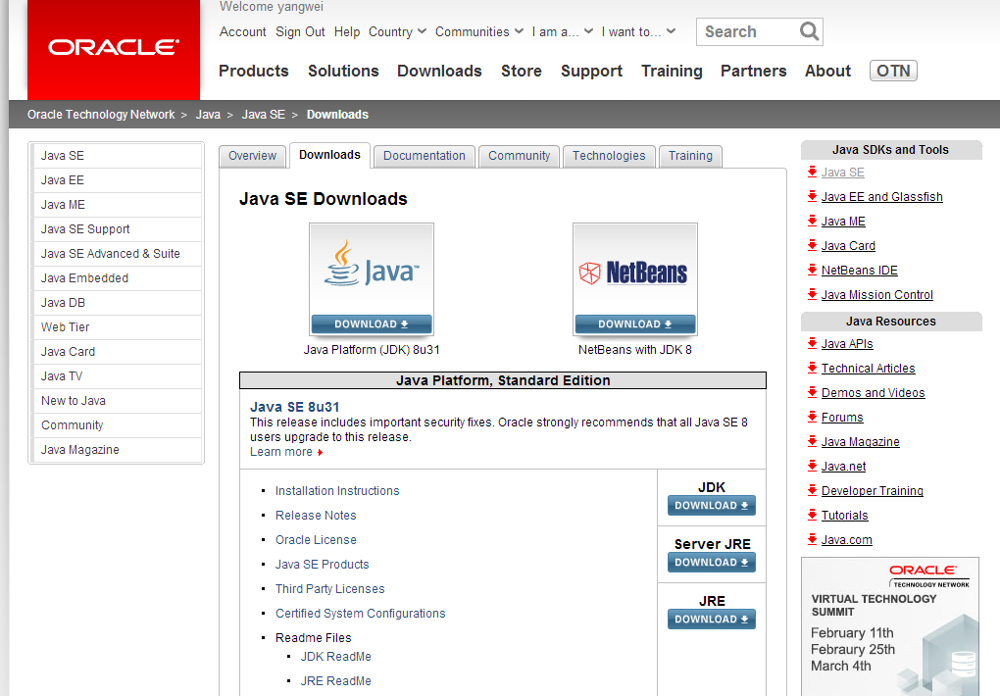 Welcome yangwei
ORACLE
Account Sign Out Help Country Communities I am a... I want to... Search
Products Solutions Downloads Store Support Training Partners About OTN
Oracle Technology Network > Java > Java SE > Downloads
Java SE
Java EE
Java ME
Java SE Support
Java SE Advanced & Suite
Java Embedded
Java DB
Web Tier
Java Card
Java TV
New to Java
Community
Java Magazine
Overview Downloads Documentation Community Technologies Training
Java SE Downloads
Java™
DOWNLOAD
Java Platform (JDK) 8u31
NetBeans
DOWNLOAD
NetBeans with JDK 8
Java Platform, Standard Edition
Java SE 8u31
This release includes important security fixes. Oracle strongly recommends that all Java SE 8
users upgrade to this release.
Learn more
Installation Instructions
Release Notes
Oracle License
Java SE Products
Third Party Licenses
Certified System Configurations
Readme Files
JDK ReadMe
JRE ReadMe
JDK
DOWNLOAD
Server JRE
DOWNLOAD
JRE
DOWNLOAD
Java SDKs and Tools
Java SE
Java EE and Glassfish
Java ME
Java Card
NetBeans IDE
Java Mission Control
Java Resources
Java APIs
Technical Articles
Demos and Videos
Forums
Java Magazine
Java.net
Developer Training
Tutorials
Java.com
ORACLE
TECHNOLOGY NETWORK
VIRTUAL TECHNOLOGY
SUMMIT
February 11th
Febraury 25th
March 4th